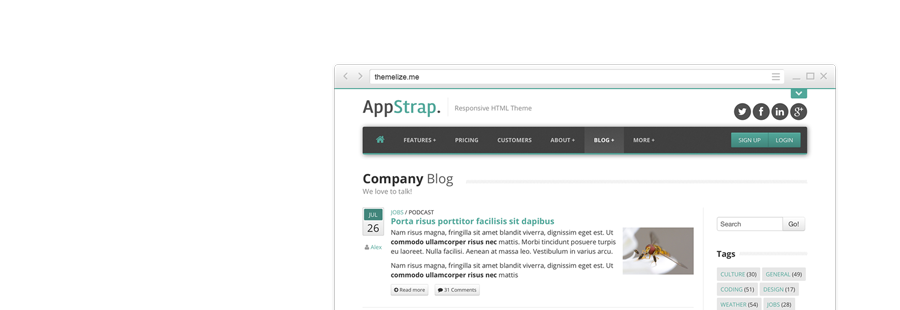 themelize.me
AppStrap.
Responsive HTML Theme
FEATURES +
PRICING
CUSTOMERS
ABOUT +
BLOG +
MORE +
SIGN UP
LOGIN
Company Blog
We love to talk!
JUL
26
Alex
JOBS / PODCAST
Porta risus porttitor facilisis sit dapibus
Nam risus magna, fringilla sit amet blandit viverra, dignissim eget est. Ut
commodo ullamcorper risus nec mattis. Morbi tincidunt posuere turpis
eu laoreet. Nulla facilisi. Aenean at massa leo. Vestibulum in varius arcu.
Nam risus magna, fringilla sit amet blandit viverra, dignissim eget est. Ut
commodo ullamcorper risus nec mattis
Read more
31 Comments
Search
Go!
Tags
CULTURE (30)
GENERAL (49)
CODING (51)
DESIGN (17)
WEATHER (54)
JOBS (28)